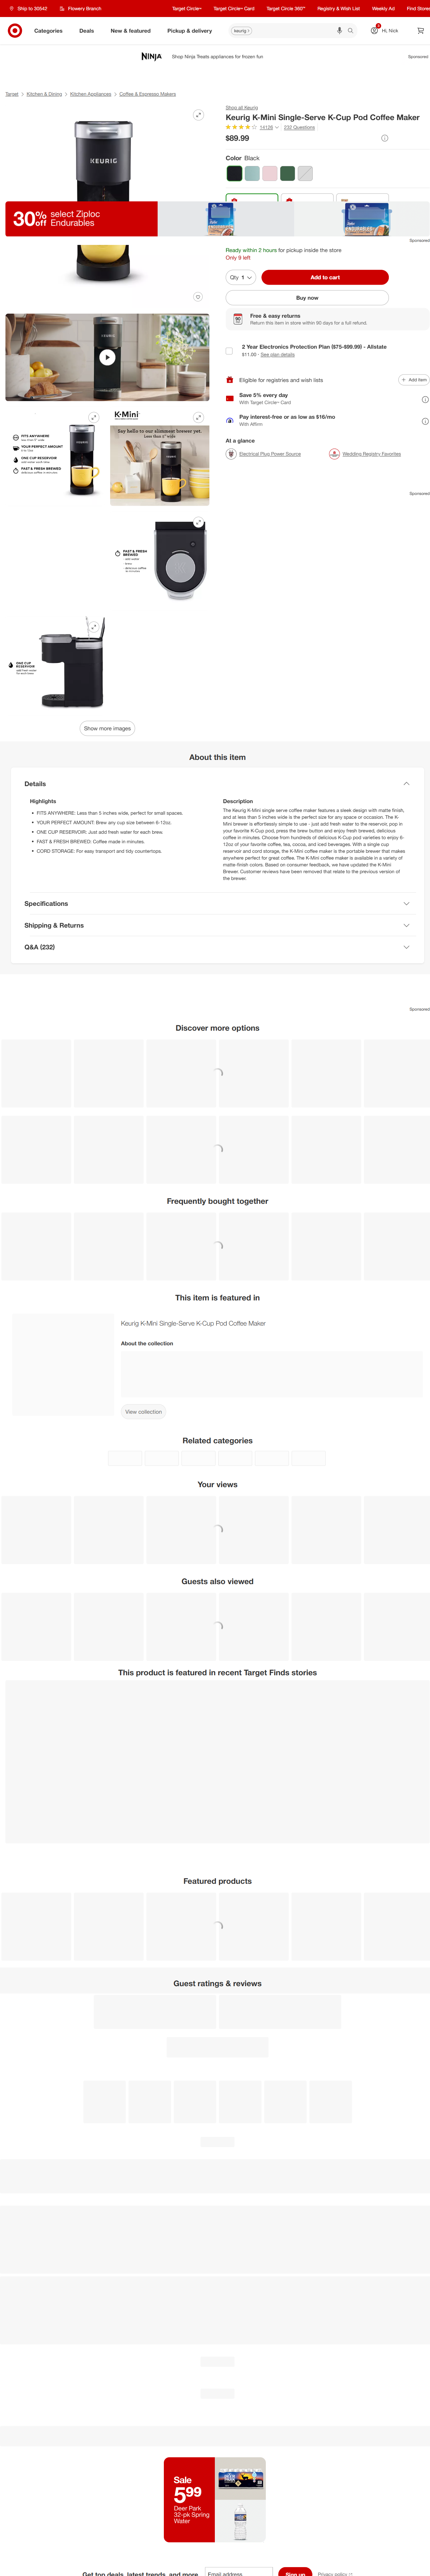 Ship to 30542
Flowery Branch
Target Circle™
Target Circle™ Card
Target Circle 360™
Registry & Wish List
Weekly Ad
Find Stores
Categories
Deals
New & featured
Pickup & delivery
keurig
Hi, Nick
NINJA
Shop Ninja Treats appliances for frozen fun
Sponsored
Target
Kitchen & Dining
Kitchen Appliances
Coffee & Espresso Makers
Shop all Keurig
Keurig K-Mini Single-Serve K-Cup Pod Coffee Maker
14128
232 Questions
$89.99
Color Black
KEURIG
30% off
select Ziploc
Endurables
Sponsored
Ready within 2 hours for pickup inside the store
Only 9 left
Qty 1
Add to cart
Buy now
Free & easy returns
Return this item in store within 90 days for a full refund.
2 Year Electronics Protection Plan ($75-$99.99) - Allstate
$11.00 · See plan details
Eligible for registries and wish lists
Add item
Save 5% every day
With Target Circle™ Card
Pay interest-free or as low as $16/mo
With Affirm
At a glance
Electrical Plug Power Source
Wedding Registry Favorites
Sponsored
FITS ANYWHERE
YOUR PERFECT AMOUNT
ONE CUP RESERVOIR
FAST & FRESH BREWED
K-Mini
Say hello to our slimmest brewer yet.
Less than 5" wide
FAST & FRESH
BREWED
ONE CUP
RESERVOIR
Show more images
About this item
Details
Highlights
FITS ANYWHERE: Less than 5 inches wide, perfect for small spaces.
YOUR PERFECT AMOUNT: Brew any cup size between 6-12oz.
ONE CUP RESERVOIR: Just add fresh water for each brew.
FAST & FRESH BREWED: Coffee made in minutes.
CORD STORAGE: For easy transport and tidy countertops.
Description
The Keurig K-Mini single serve coffee maker features a sleek design with matte finish,
and at less than 5 inches wide is the perfect size for any space or occasion. The K-
Mini brewer is effortlessly simple to use - just add fresh water to the reservoir, pop in
your favorite K-Cup pod, press the brew button and enjoy fresh brewed, delicious
coffee in minutes. Choose from hundreds of delicious K-Cup pod varieties to enjoy 6-
12oz of your favorite coffee, tea, cocoa, and iced beverages. With a single cup
reservoir and cord storage, the K-Mini coffee maker is the portable brewer that makes
anywhere perfect for great coffee. The K-Mini coffee maker is available in a variety of
matte-finish colors. Based on consumer feedback, we have updated the K-Mini
Brewer. Customer reviews have been removed that relate to the previous version of
the brewer.
Specifications
Shipping & Returns
Q&A (232)
Sponsored
Discover more options
Frequently bought together
This item is featured in
Keurig K-Mini Single-Serve K-Cup Pod Coffee Maker
About the collection
View collection
Related categories
Your views
Guests also viewed
This product is featured in recent Target Finds stories
Featured products
Guest ratings & reviews
Sale
599
Deer Park
32-pk Spring
Water
Get top deals, latest trends, and more.
Email address
Sign up
Privacy policy